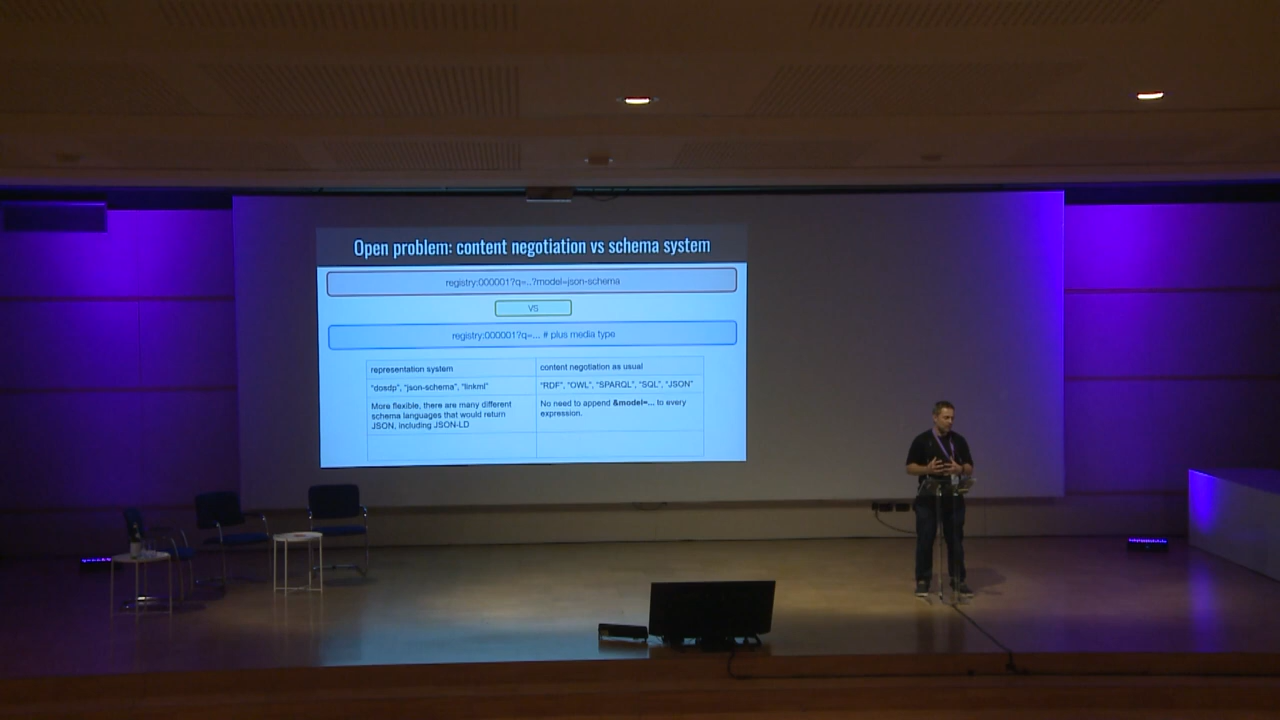 Open problem: content negotiation vs schema system
registry:000001?q=..?model=json-schema
VS
registry:000001?q=... # plus media type
representation system
content negotiation as usual
"dosdp", "json-schema", "linkml"
"RDF", "OWL", "SPARQL", "SQL", "JSON"
More flexible, there are many different
schema languages that would return
JSON, including JSON-LD
No need to append &model=... to every
expression.